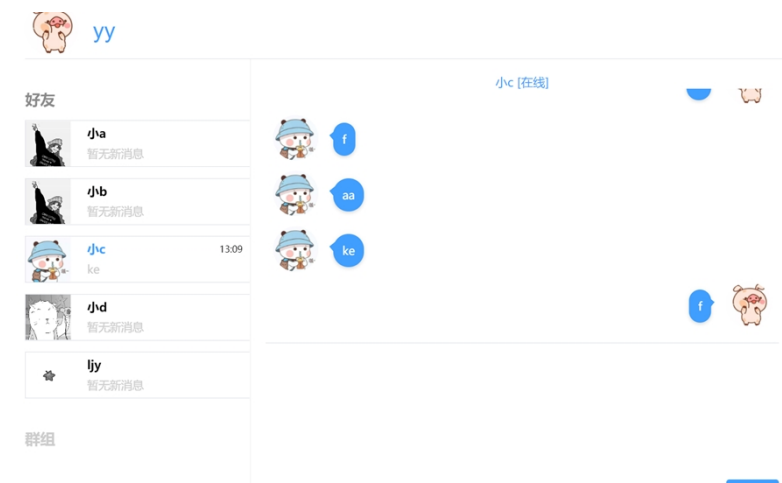 yy
好友
小a
暂无新消息
小b
暂无新消息
小c 13:09
ke
小d
暂无新消息
ljy
暂无新消息
群组
小c [在线]
f
aa
ke
f